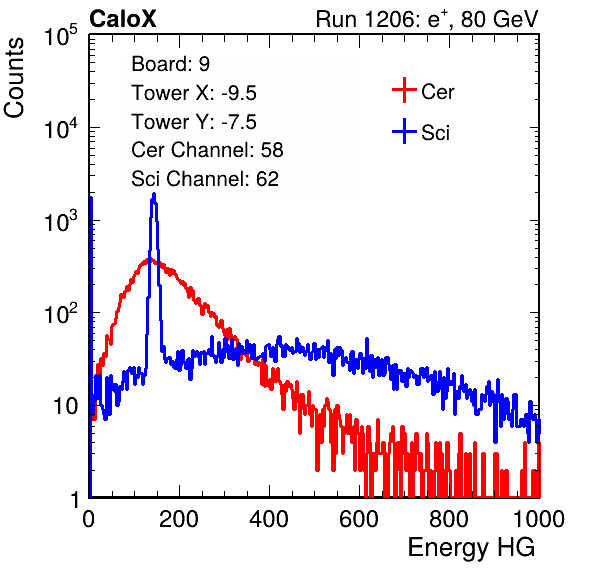 CaloX Run 1206: e⁺, 80 GeV
Counts
Board: 9
Tower X: -9.5
Tower Y: -7.5
Cer Channel: 58
Sci Channel: 62
Cer
Sci
10⁵
10⁴
10³
10²
10
1
0 200 400 600 800 1000
Energy HG